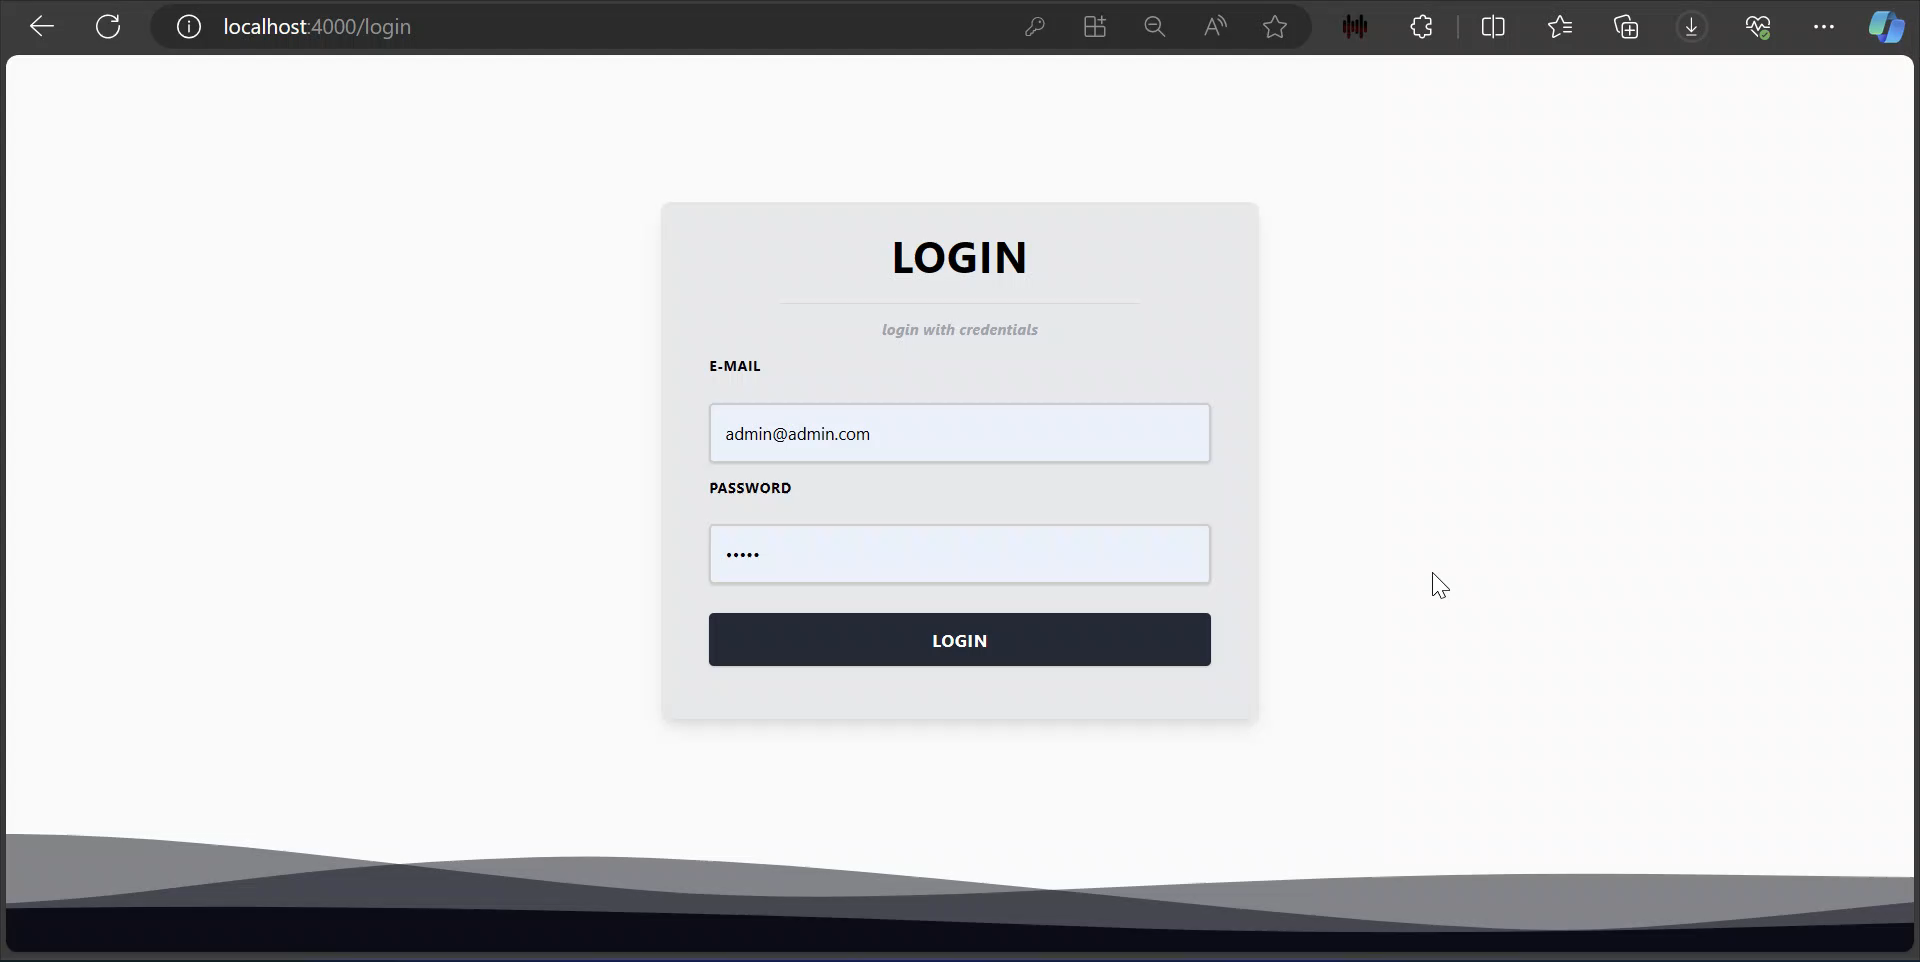 localhost:4000/login
LOGIN
login with credentials
E-MAIL
admin@admin.com
PASSWORD
•••••
LOGIN